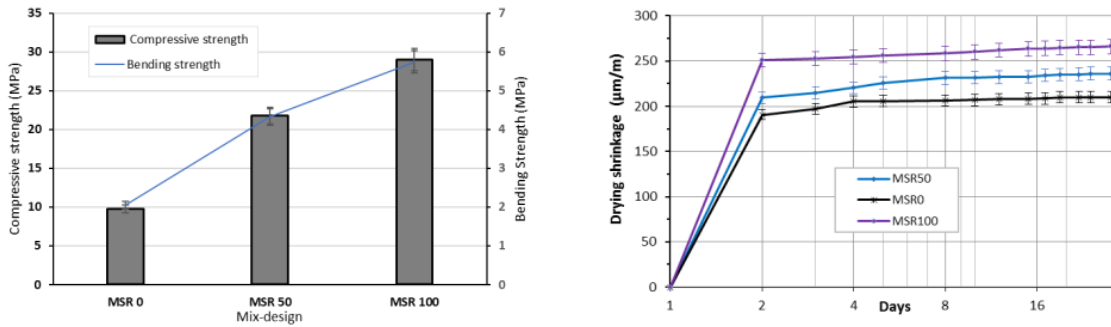 35
30
25
20
15
10
5
0
Compressive strength (MPa)
Compressive strength
Bending strength
7
6
5
4
3
2
1
0
Bending Strength (MPa)
MSR 0 MSR 50 MSR 100
Mix-design
300
250
200
150
100
50
0
Drying shrinkage (µm/m)
MSR50
MSR0
MSR100
1 2 4 8 16
Days